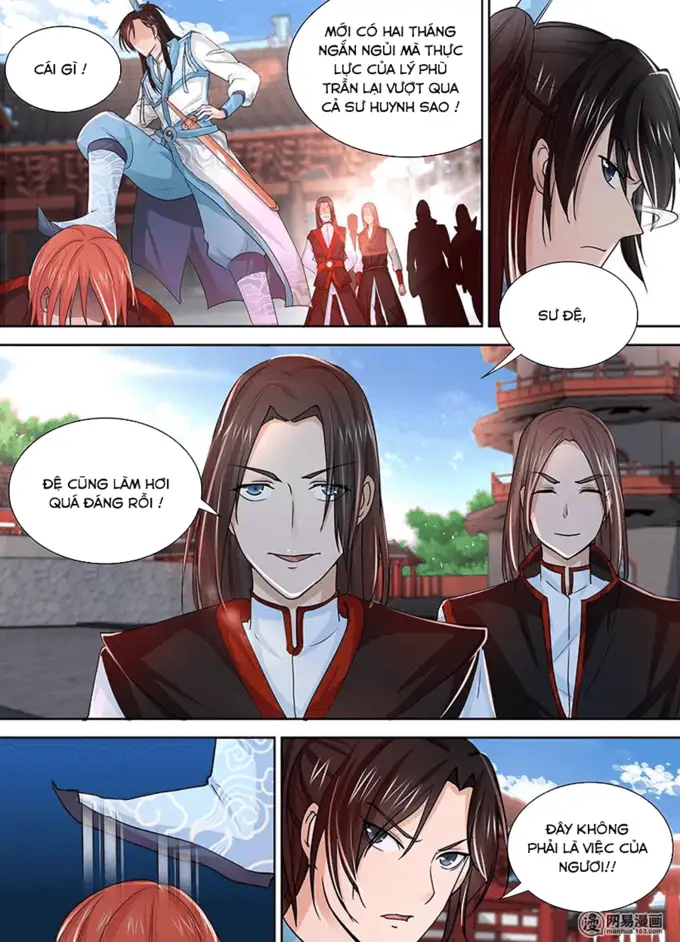 CÁI GÌ !
MỚI CÓ HAI THÁNG
NGẮN NGỦI MÀ THỰC
LỰC CỦA LÝ PHÙ
TRẦN LẠI VƯỢT QUA
CẢ SƯ HUYNH SAO !
SƯ ĐỆ,
ĐỆ CŨNG LÀM HƠI
QUÁ ĐÁNG RỒI !
ĐÂY KHÔNG
PHẢI LÀ VIỆC CỦA
NGƯƠI!!
网易漫画
manhua.163.com